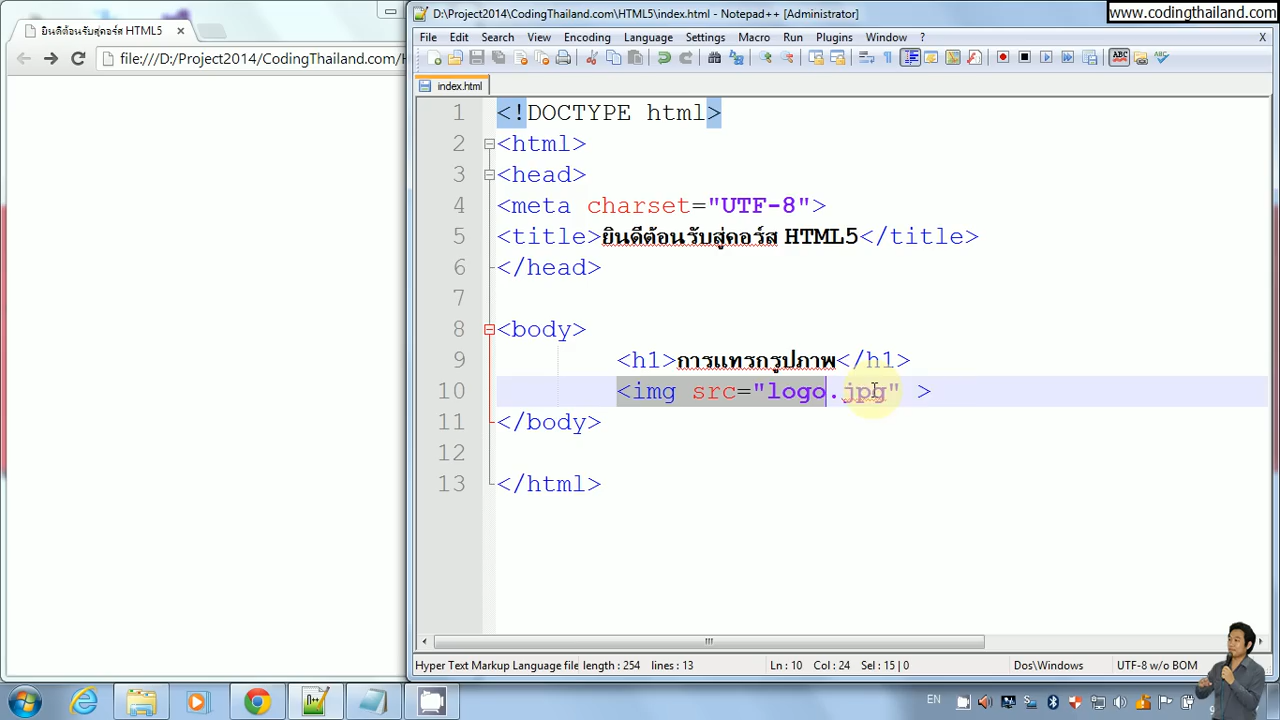 ยินดีต้อนรับสู่คอร์ส HTML5
file:///D:/Project2014/CodingThailand.com/H
D:\Project2014\CodingThailand.com\HTML5\index.html - Notepad++ [Administrator]
www.codingthailand.com
File Edit Search View Encoding Language Settings Macro Run Plugins Window ? X
index.html
1 <!DOCTYPE html>
2 <html>
3 <head>
4 <meta charset="UTF-8">
5 <title>ยินดีต้อนรับสู่คอร์ส HTML5</title>
6 </head>
7
8 <body>
9 <h1>การแทรกรูปภาพ</h1>
10 <img src="logo.jpg" >
11 </body>
12
13 </html>
Hyper Text Markup Language file length : 254 lines : 13 Ln : 10 Col : 24 Sel : 15 | 0 Dos\Windows UTF-8 w/o BOM
EN